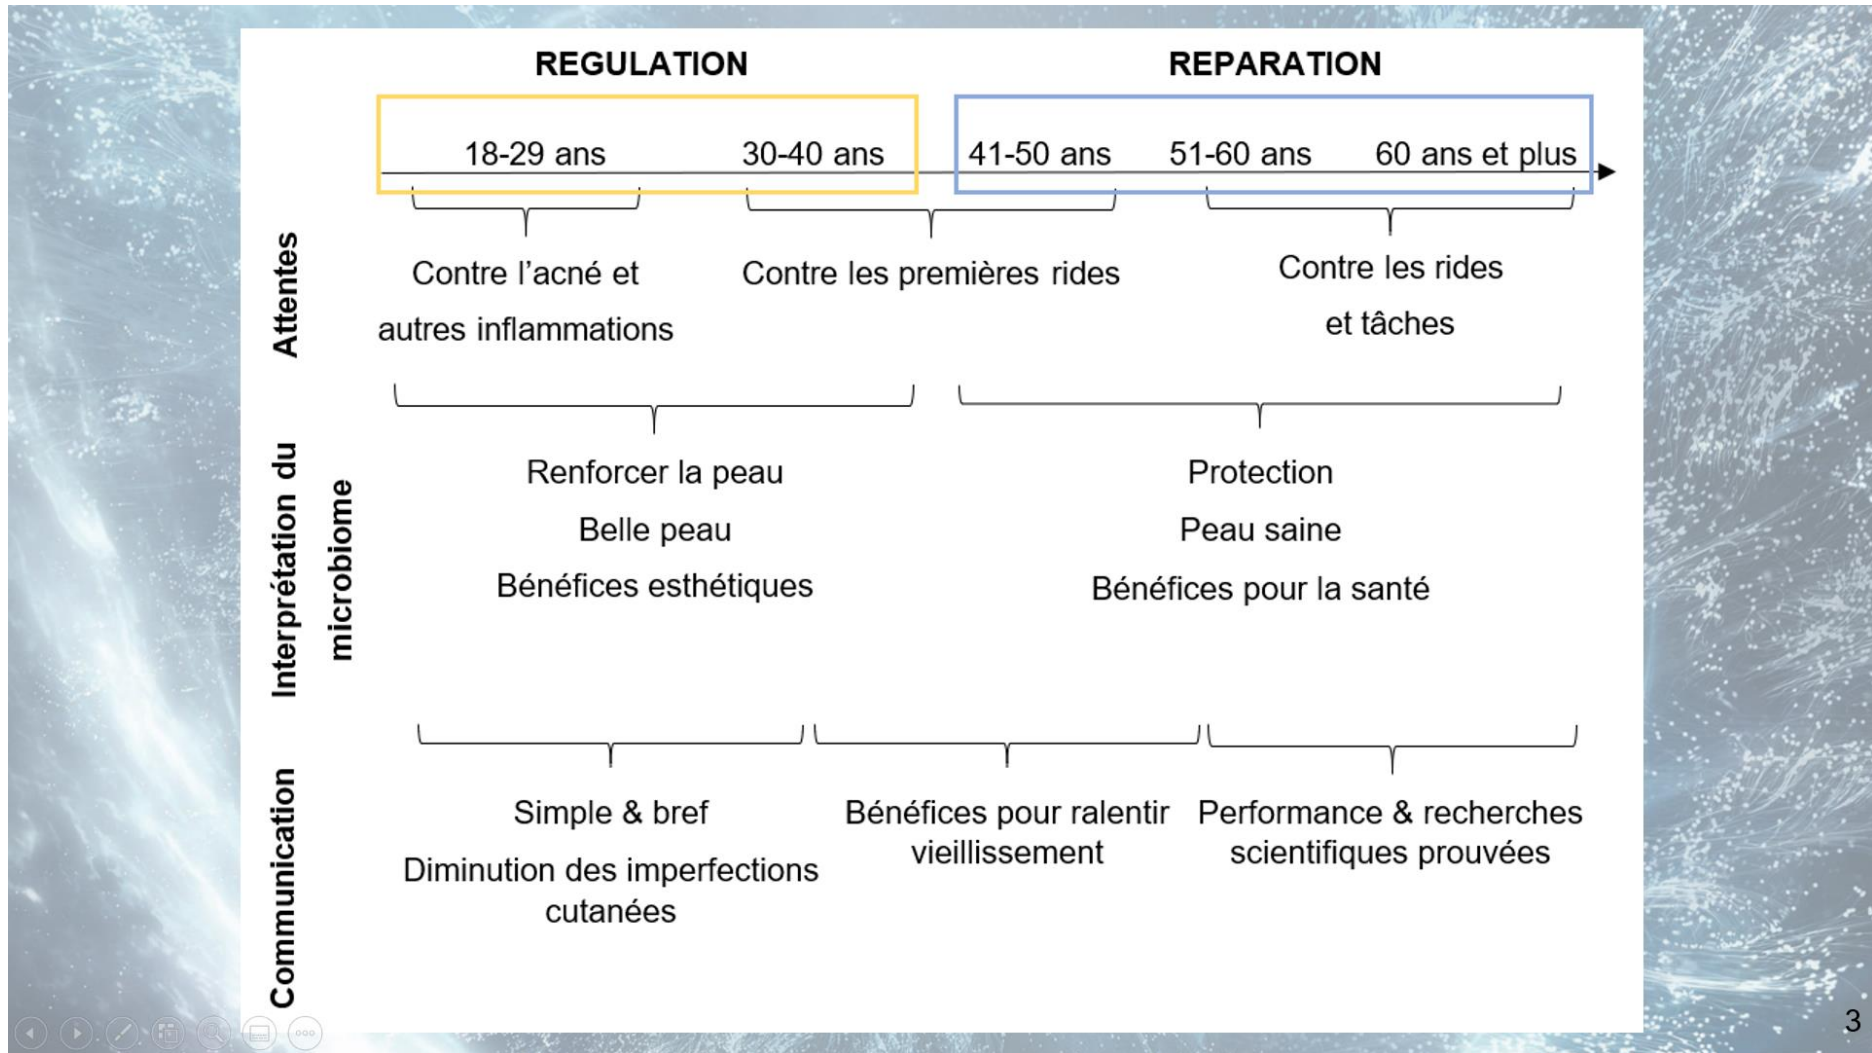 REGULATION
REPARATION
18-29 ans
30-40 ans
41-50 ans
51-60 ans
60 ans et plus
Attentes
Contre l’acné et
autres inflammations
Contre les premières rides
Contre les rides
et tâches
Interprétation du
microbiome
Renforcer la peau
Belle peau
Bénéfices esthétiques
Protection
Peau saine
Bénéfices pour la santé
Communication
Simple & bref
Diminution des imperfections
cutanées
Bénéfices pour ralentir
vieillissement
Performance & recherches
scientifiques prouvées
3